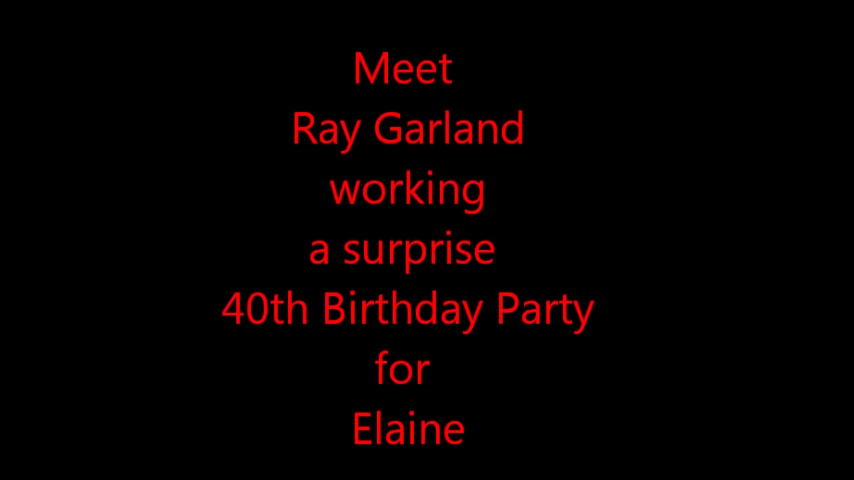 Meet
Ray Garland
working
a surprise
40th Birthday Party
for
Elaine